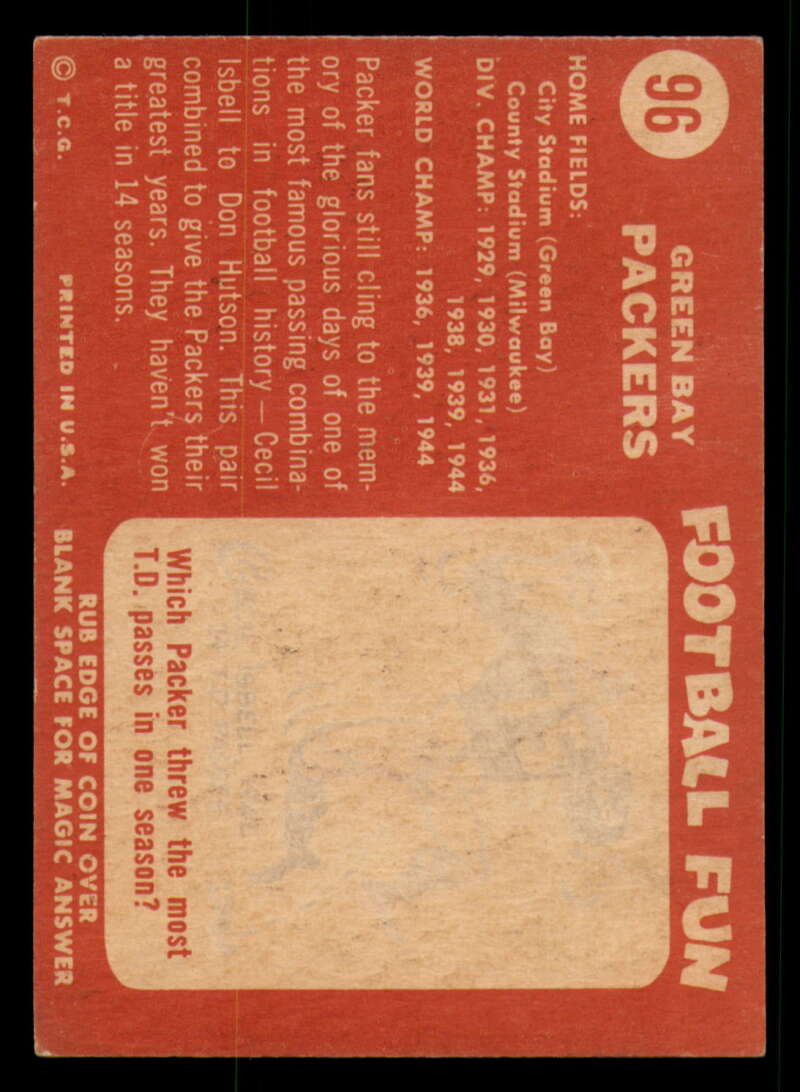 96
GREEN BAY
PACKERS
HOME FIELDS:
City Stadium (Green Bay)
County Stadium (Milwaukee)
DIV. CHAMP: 1929, 1930, 1931, 1936,
1938, 1939, 1944
WORLD CHAMP: 1936, 1939, 1944
Packer fans still cling to the mem-
ory of the glorious days of one of
the most famous passing combina-
tions in football history — Cecil
Isbell to Don Hutson. This pair
combined to give the Packers their
greatest years. They haven't won
a title in 14 seasons.
© T.C.G.
PRINTED IN U.S.A.
FOOTBALL FUN
Which Packer threw the most
T.D. passes in one season?
RUB EDGE OF COIN OVER
BLANK SPACE FOR MAGIC ANSWER